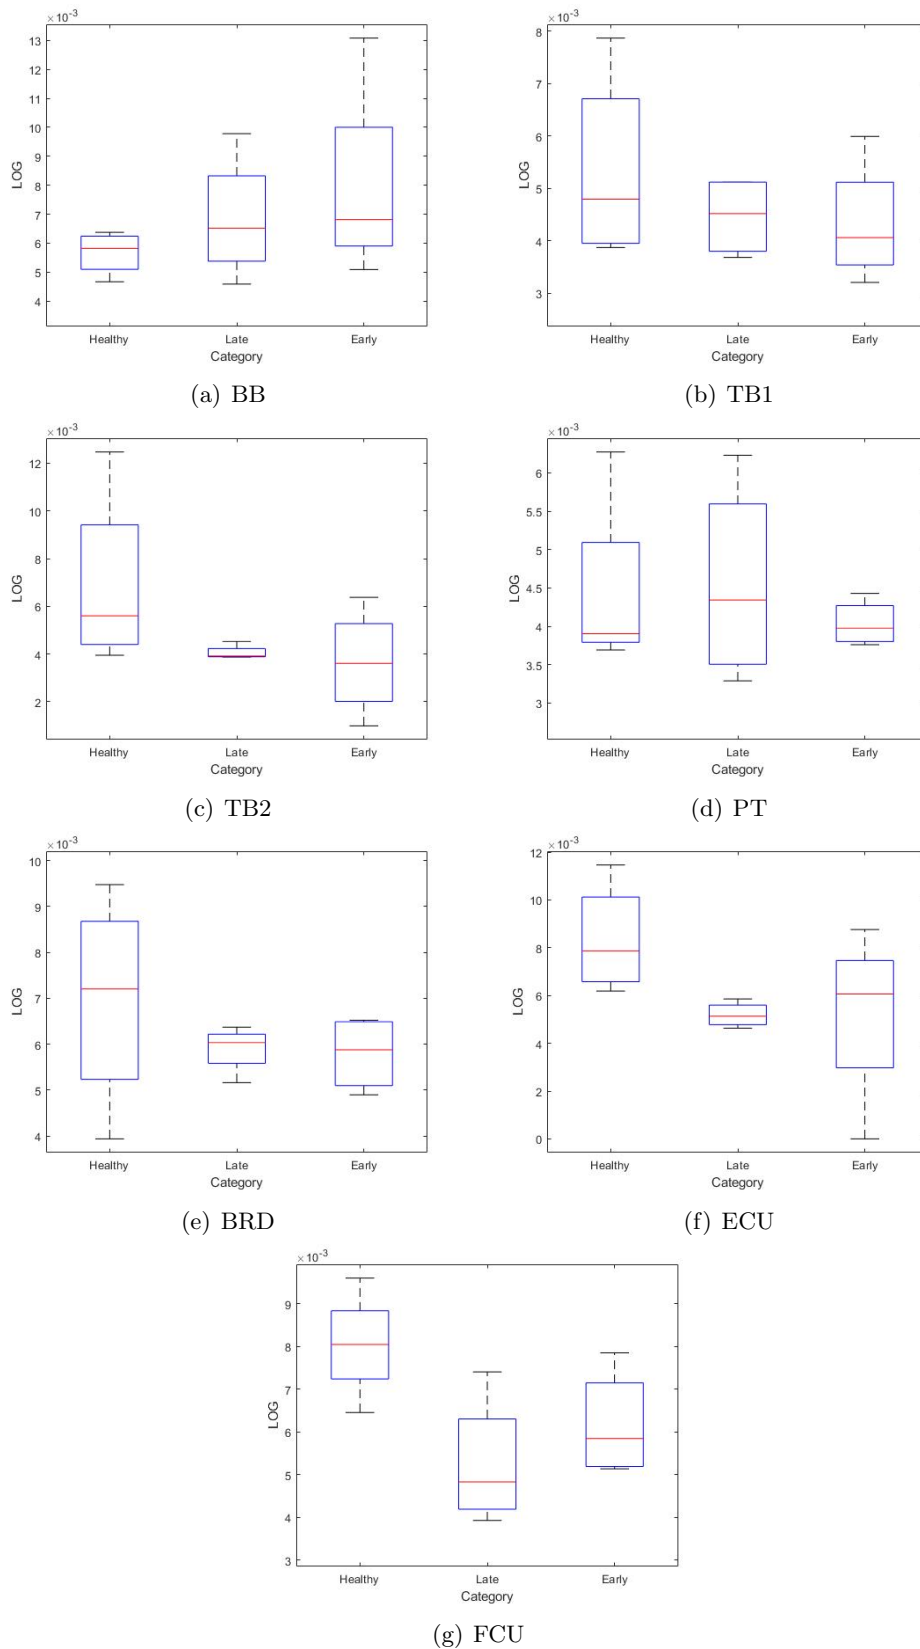 ×10-3
13
12
11
10
9
8
7
6
5
4
LOG
Healthy Late Early
Category
(a) BB
×10-3
8
7
6
5
4
3
LOG
Healthy Late Early
Category
(b) TB1
×10-3
12
10
8
6
4
2
LOG
Healthy Late Early
Category
(c) TB2
×10-3
6
5.5
5
4.5
4
3.5
3
LOG
Healthy Late Early
Category
(d) PT
×10-3
10
9
8
7
6
5
4
LOG
Healthy Late Early
Category
(e) BRD
×10-3
12
10
8
6
4
2
0
LOG
Healthy Late Early
Category
(f) ECU
×10-3
9
8
7
6
5
4
3
LOG
Healthy Late Early
Category
(g) FCU